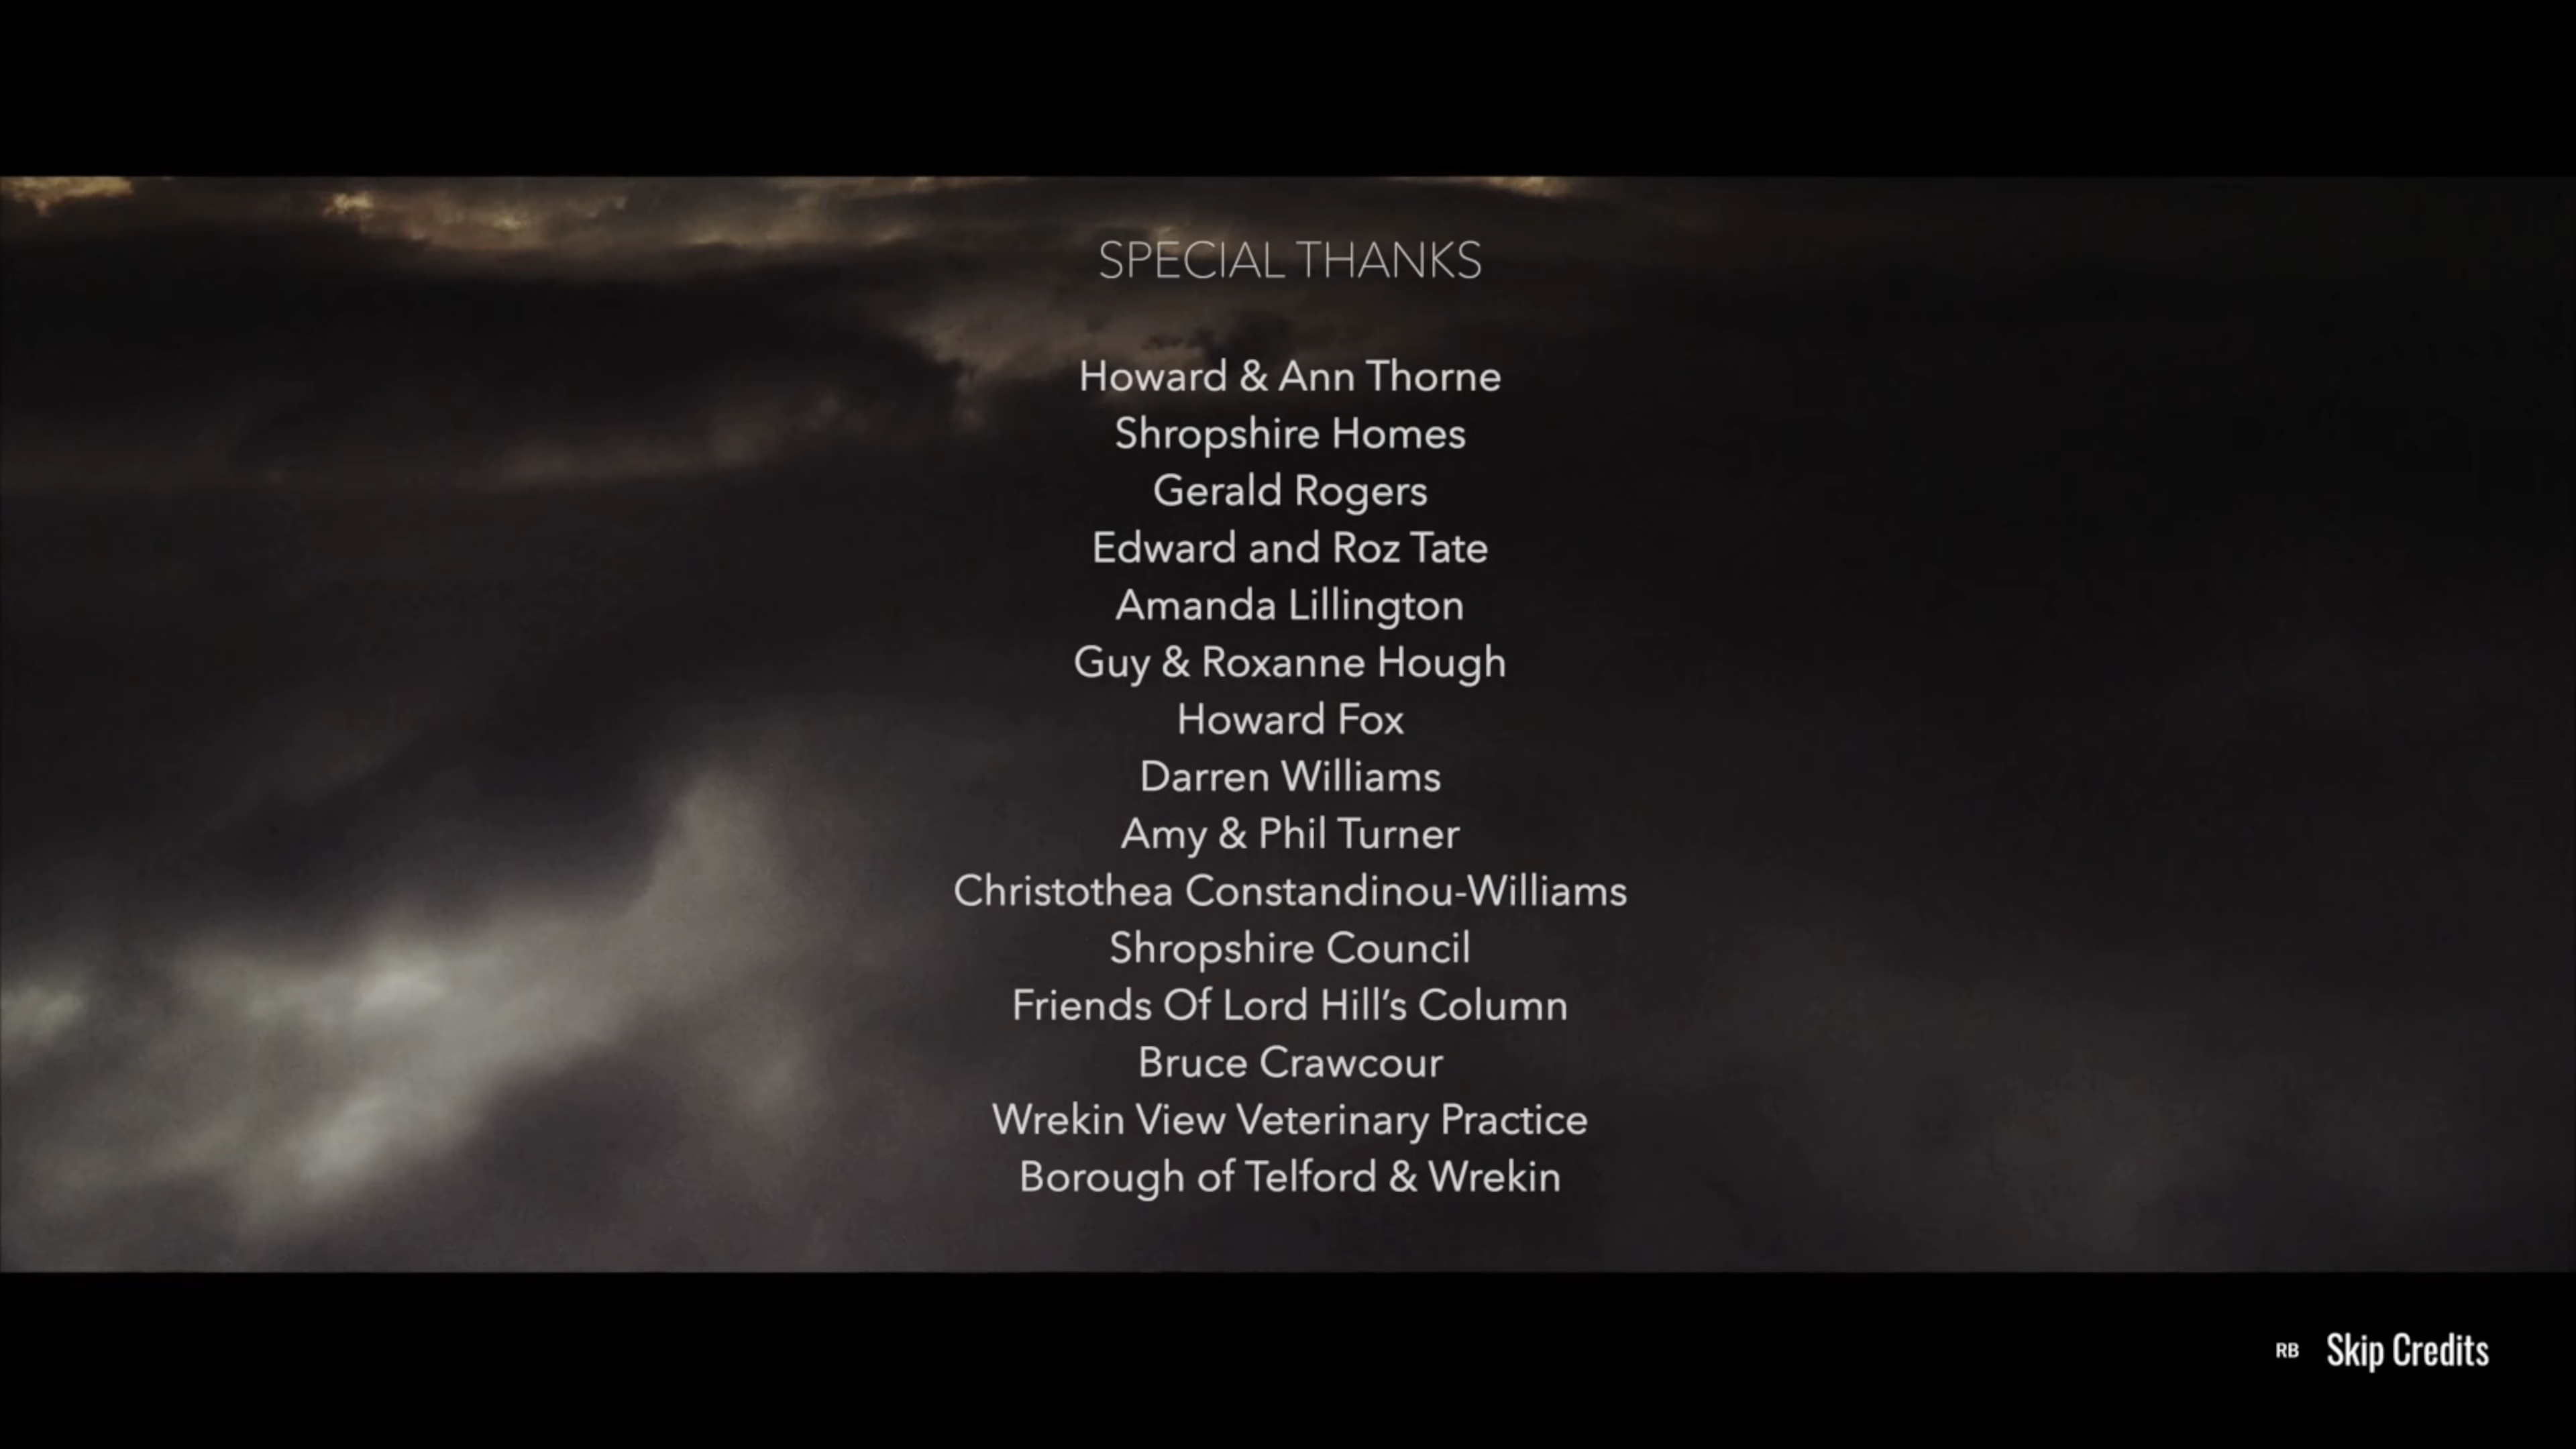 SPECIAL THANKS
Howard & Ann Thorne
Shropshire Homes
Gerald Rogers
Edward and Roz Tate
Amanda Lillington
Guy & Roxanne Hough
Howard Fox
Darren Williams
Amy & Phil Turner
Christothea Constandinou-Williams
Shropshire Council
Friends Of Lord Hill’s Column
Bruce Crawcour
Wrekin View Veterinary Practice
Borough of Telford & Wrekin
RB Skip Credits